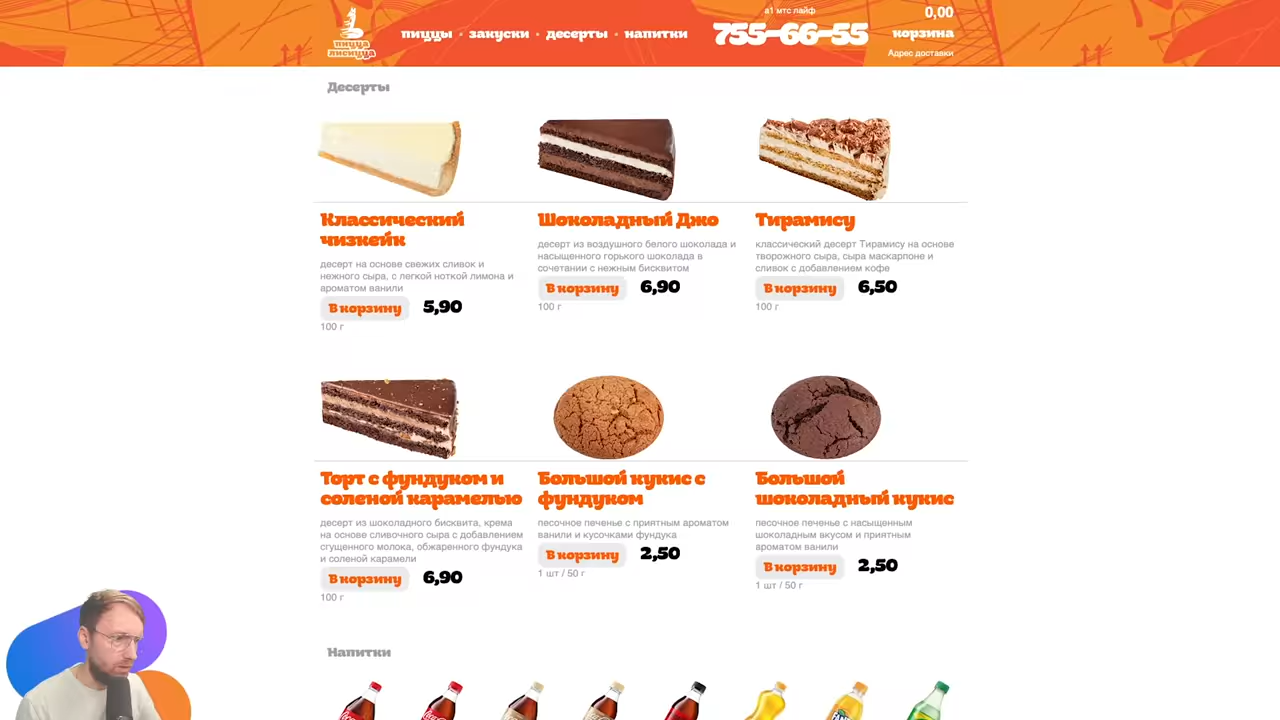 пицца
лисицца
пиццы • закуски • десерты • напитки
а1 мтс лайф
755-66-55
0,00
корзина
Адрес доставки
Десерты
Классический
чизкейк
десерт на основе свежих сливок и
нежного сыра, с легкой ноткой лимона и
ароматом ванили
В корзину 5,90
100 г
Шоколадный Джо
десерт из воздушного белого шоколада и
насыщенного горького шоколада в
сочетании с нежным бисквитом
В корзину 6,90
100 г
Тирамису
классический десерт Тирамису на основе
творожного сыра, сыра маскарпоне и
сливок с добавлением кофе
В корзину 6,50
100 г
Торт с фундуком и
соленой карамелью
десерт из шоколадного бисквита, крема
на основе сливочного сыра с добавлением
сгущенного молока, обжаренного фундука
и соленой карамели
В корзину 6,90
100 г
Большой кукис с
фундуком
песочное печенье с приятным ароматом
ванили и кусочками фундука
В корзину 2,50
1 шт / 50 г
Большой
шоколадный кукис
песочное печенье с насыщенным
шоколадным вкусом и приятным
ароматом ванили
В корзину 2,50
1 шт / 50 г
Напитки